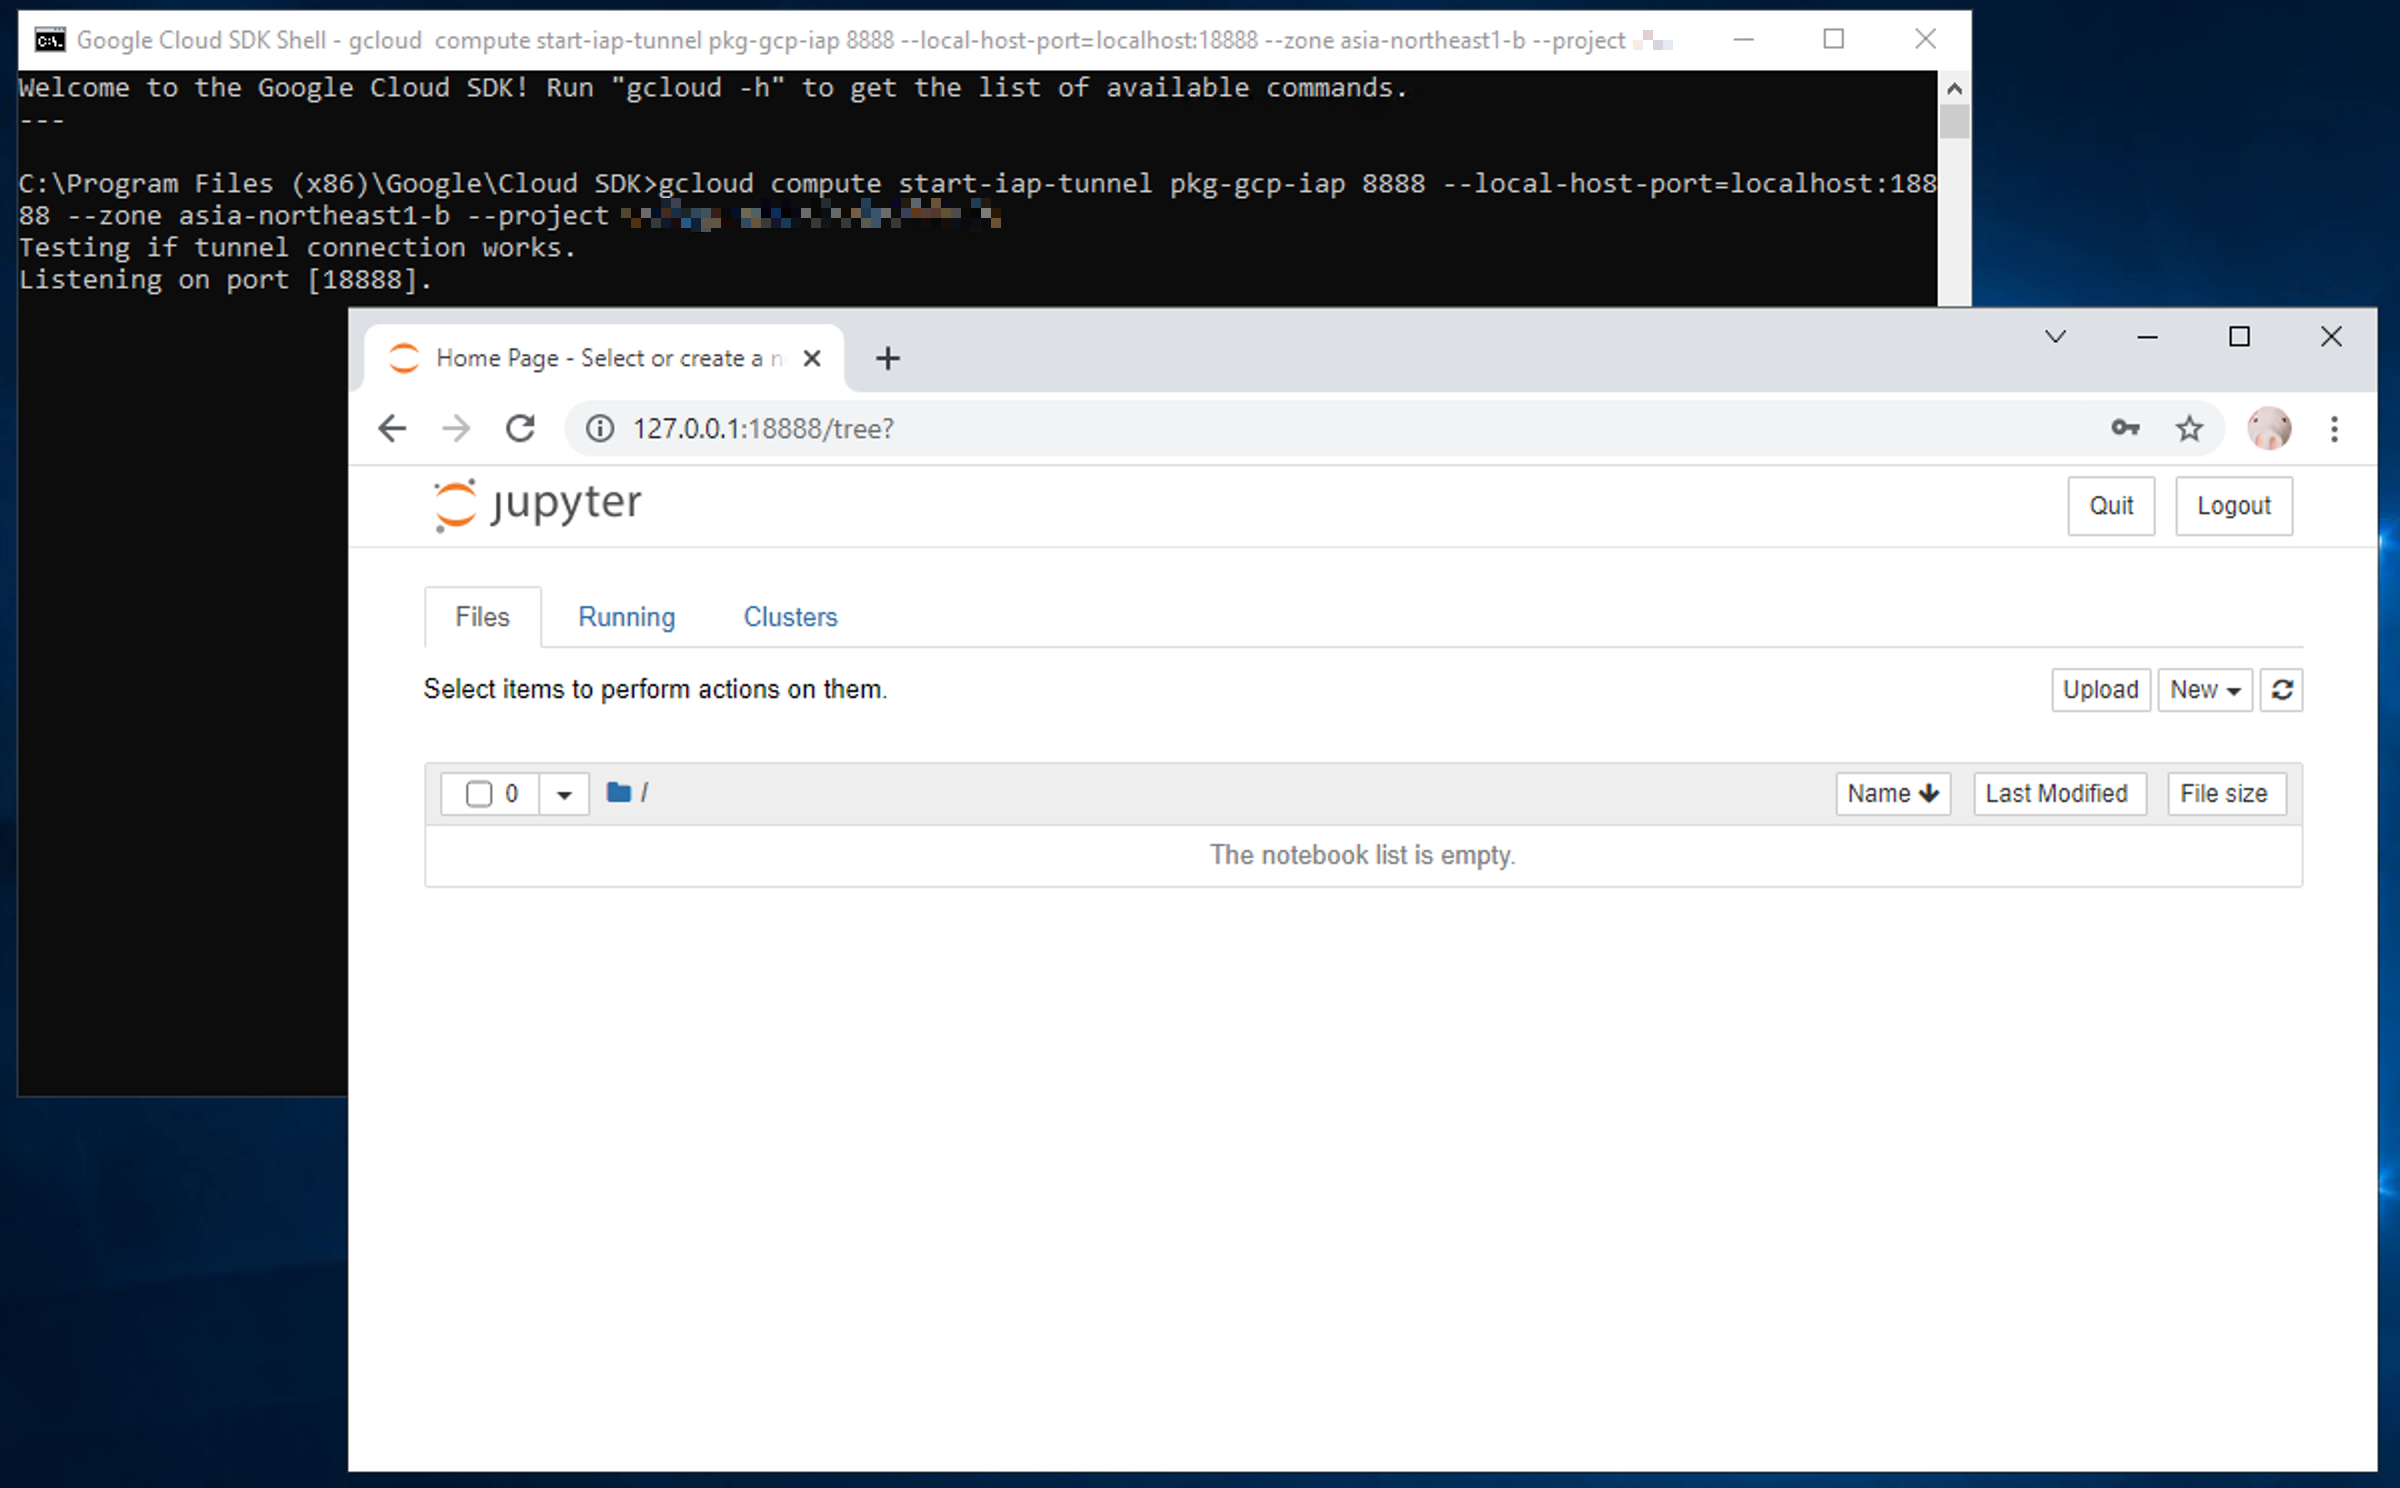 Google Cloud SDK Shell - gcloud  compute start-iap-tunnel pkg-gcp-iap 8888 --local-host-port=localhost:18888 --zone asia-northeast1-b --project
Welcome to the Google Cloud SDK! Run "gcloud -h" to get the list of available commands.
---
C:\Program Files (x86)\Google\Cloud SDK>gcloud compute start-iap-tunnel pkg-gcp-iap 8888 --local-host-port=localhost:188
88 --zone asia-northeast1-b --project
Testing if tunnel connection works.
Listening on port [18888].
Home Page - Select or create a n
127.0.0.1:18888/tree?
jupyter
Quit
Logout
Files
Running
Clusters
Select items to perform actions on them.
Upload
New
0
/
Name
Last Modified
File size
The notebook list is empty.